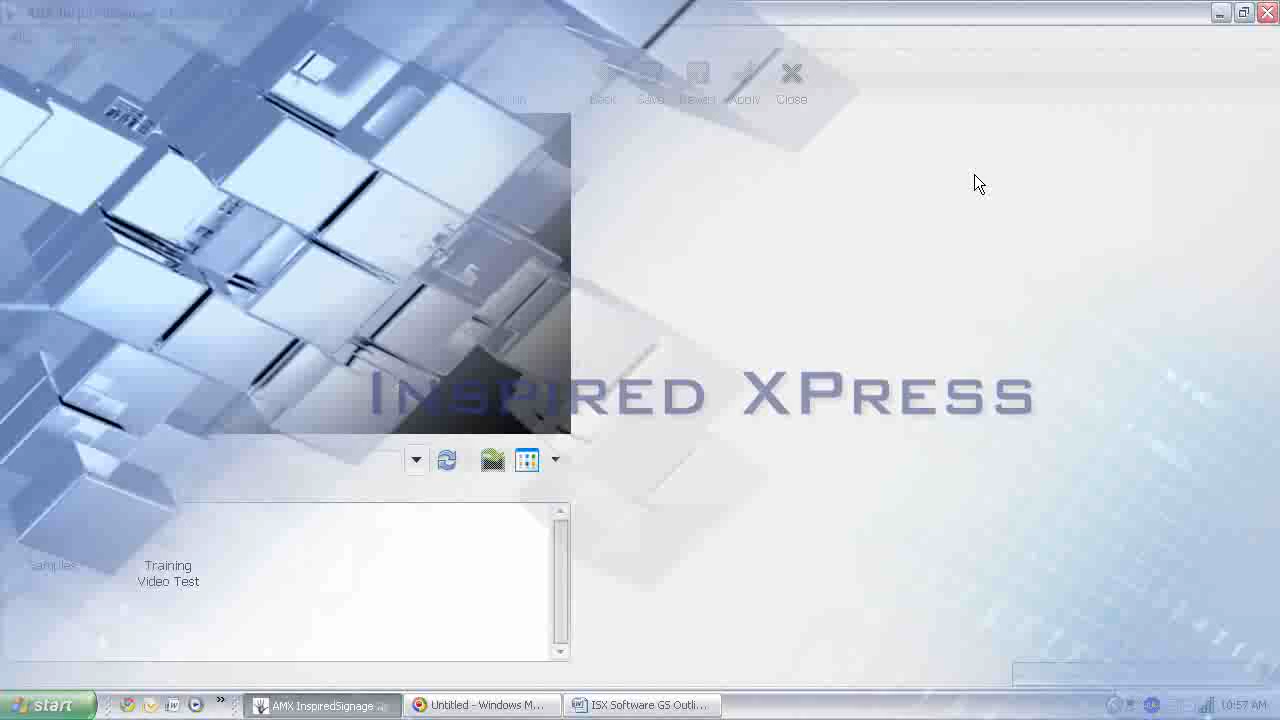 Back Save Revert Apply Close
INSPIRED XPRESS
Samples Training
Video Test
start
AMX InspiredSignage...
Untitled - Windows M...
ISX Software GS Outli...
10:57 AM